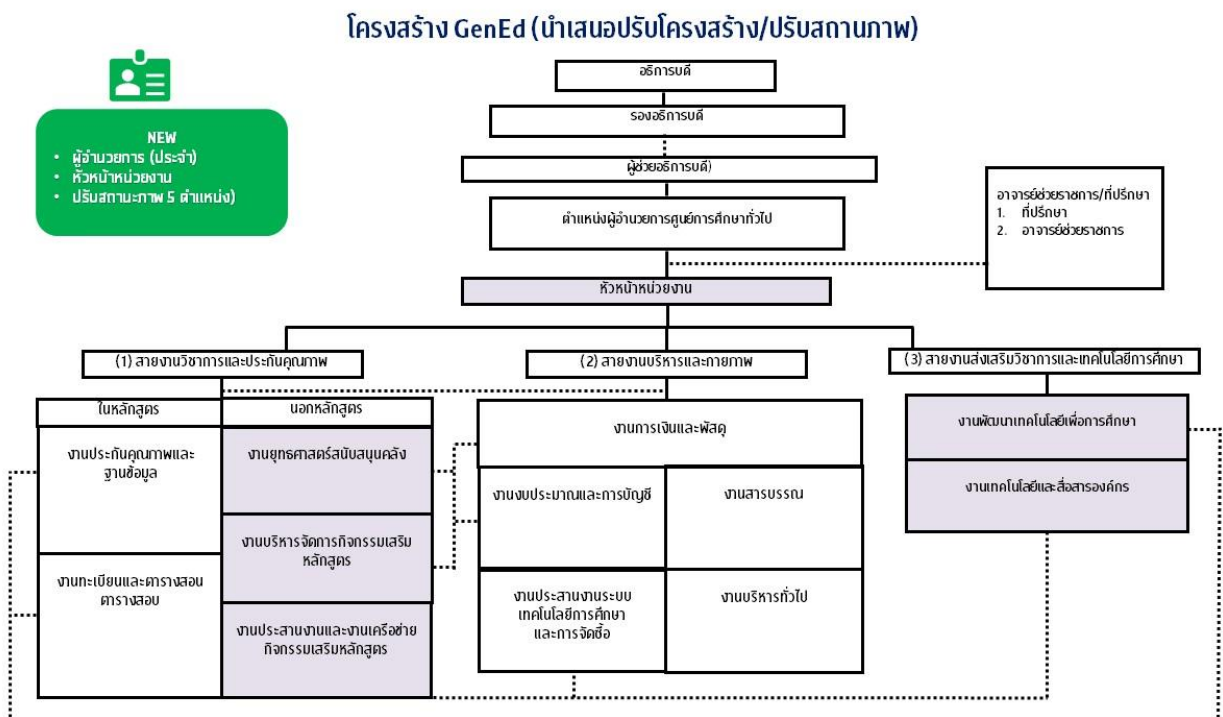 โครงสร้าง GenEd (นำเสนอปรับโครงสร้าง/ปรับสถานภาพ)
NEW
• ผู้อำนวยการ (ประจำ)
• หัวหน้าหน่วยงาน
• ปรับสถานะภาพ 5 ตำแหน่ง)
อธิการบดี
รองอธิการบดี
ผู้ช่วยอธิการบดี)
ตำแหน่งผู้อำนวยการศูนย์การศึกษาทั่วไป
อาจารย์ช่วยราชการ/ที่ปรึกษา
1. ที่ปรึกษา
2. อาจารย์ช่วยราชการ
หัวหน้าหน่วยงาน
(1) สายงานวิชาการและประกันคุณภาพ
(2) สายงานบริหารและกายภาพ
(3) สายงานส่งเสริมวิชาการและเทคโนโลยีการศึกษา
ในหลักสูตร
นอกหลักสูตร
งานประกันคุณภาพและ
ฐานข้อมูล
งานทะเบียนและตารางสอน
ตารางสอบ
งานยุทธศาสตร์สนับสนุนคลัง
งานบริหารจัดการกิจกรรมเสริม
หลักสูตร
งานประสานงานและงานเครือข่าย
กิจกรรมเสริมหลักสูตร
งานการเงินและพัสดุ
งานงบประมาณและการบัญชี
งานสารบรรณ
งานประสานงานระบบ
เทคโนโลยีการศึกษา
และการจัดซื้อ
งานบริหารทั่วไป
งานพัฒนาเทคโนโลยีเพื่อการศึกษา
งานเทคโนโลยีและสื่อสารองค์กร